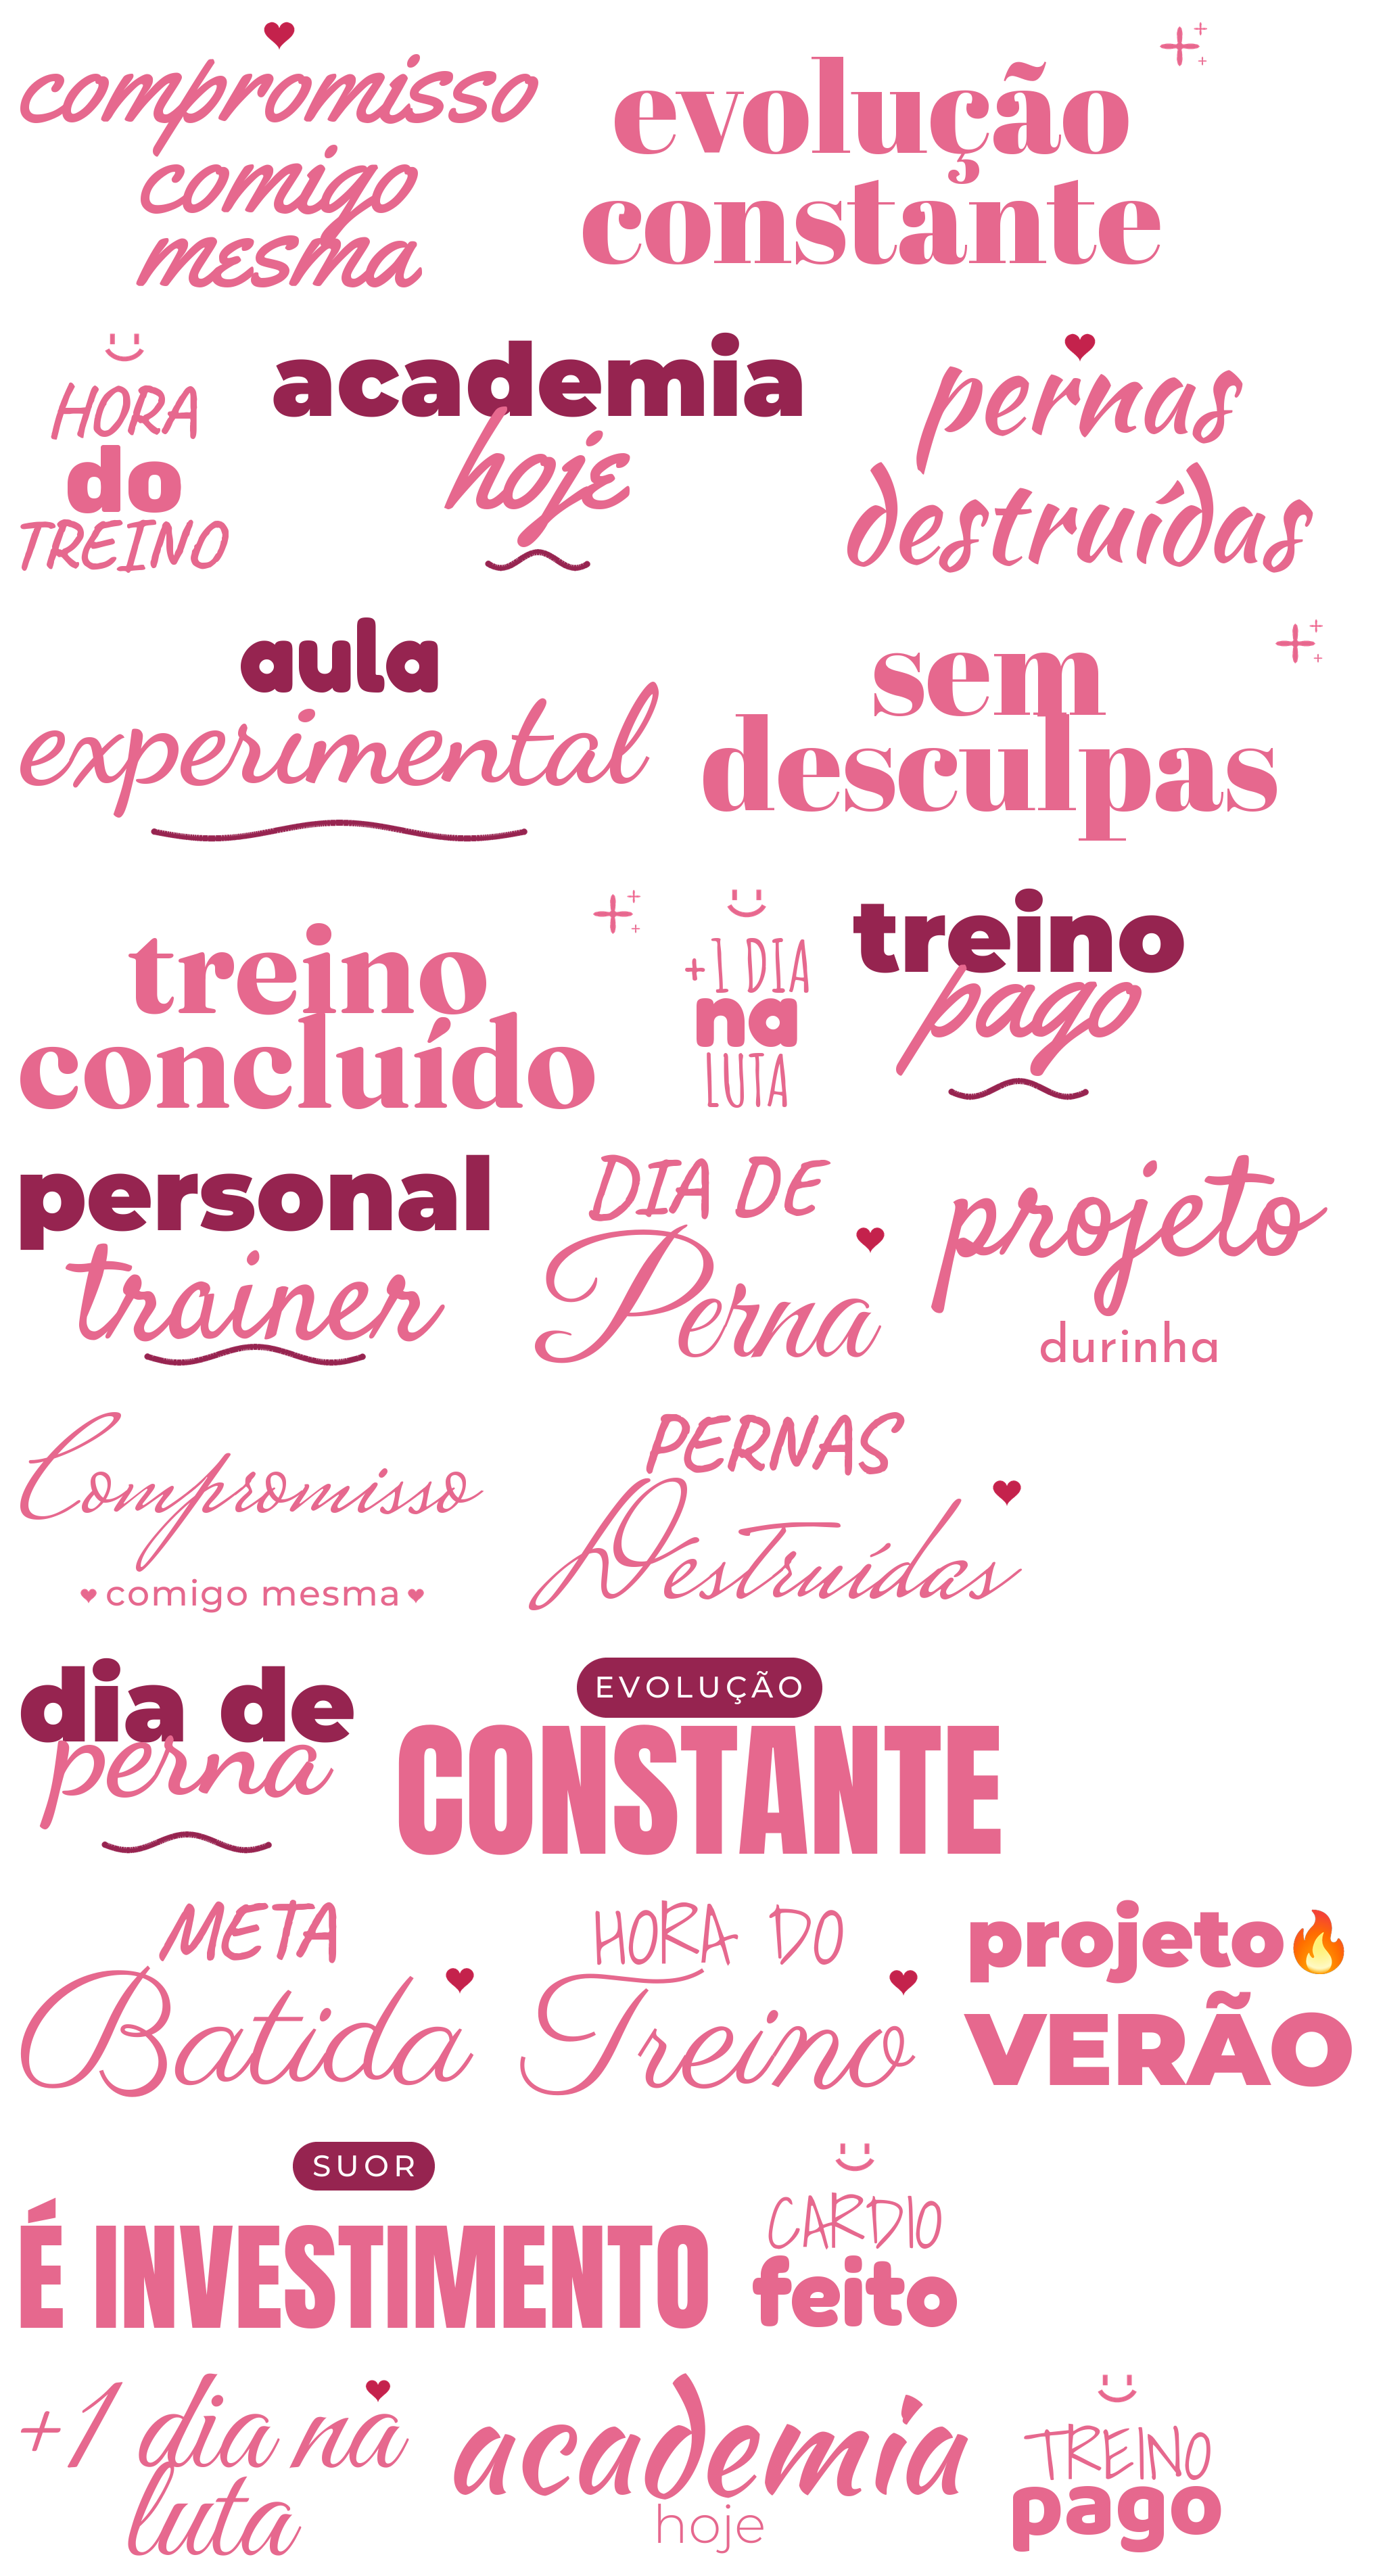 compromisso
comigo
mesma
evolução
constante
HORA
do
TREINO
academia
hoje
pernas
destruídas
aula
experimental
sem
desculpas
treino
concluído
+1 DIA
na
LUTA
treino
pago
personal
trainer
DIA DE
Perna
projeto
durinha
Compromisso
comigo mesma
PERNAS
Destruídas
dia de
perna
EVOLUÇÃO
CONSTANTE
META
Batida
HORA DO
Treino
projeto
VERÃO
SUOR
É INVESTIMENTO
CARDIO
feito
+1 dia na
luta
academia
hoje
TREINO
pago